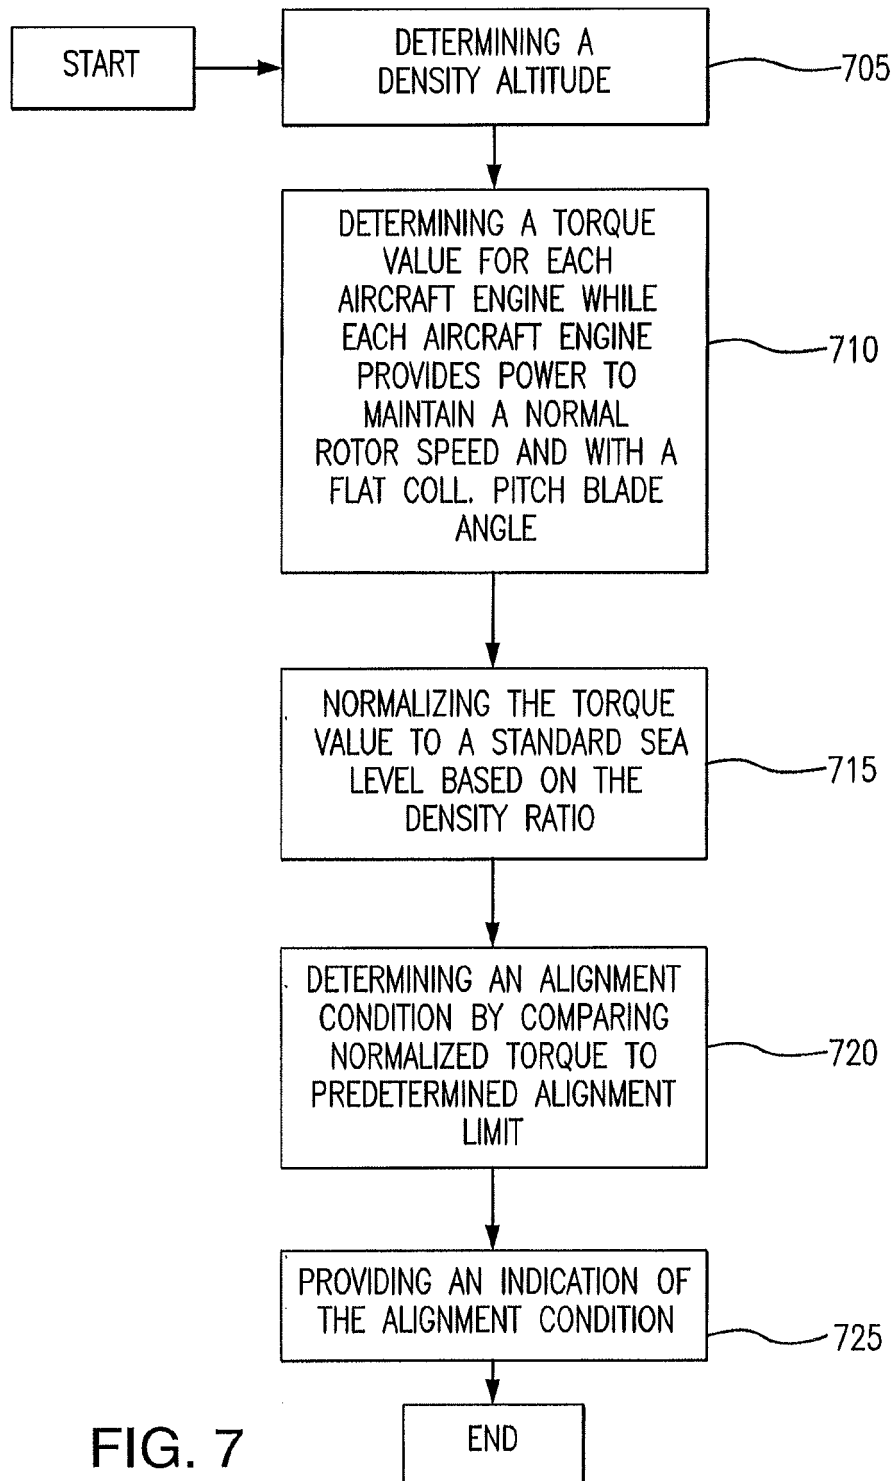 START
DETERMINING A
DENSITY ALTITUDE
705
DETERMINING A TORQUE
VALUE FOR EACH
AIRCRAFT ENGINE WHILE
EACH AIRCRAFT ENGINE
PROVIDES POWER TO
MAINTAIN A NORMAL
ROTOR SPEED AND WITH A
FLAT COLL. PITCH BLADE
ANGLE
710
NORMALIZING THE TORQUE
VALUE TO A STANDARD SEA
LEVEL BASED ON THE
DENSITY RATIO
715
DETERMINING AN ALIGNMENT
CONDITION BY COMPARING
NORMALIZED TORQUE TO
PREDETERMINED ALIGNMENT
LIMIT
720
PROVIDING AN INDICATION OF
THE ALIGNMENT CONDITION
725
END
FIG. 7